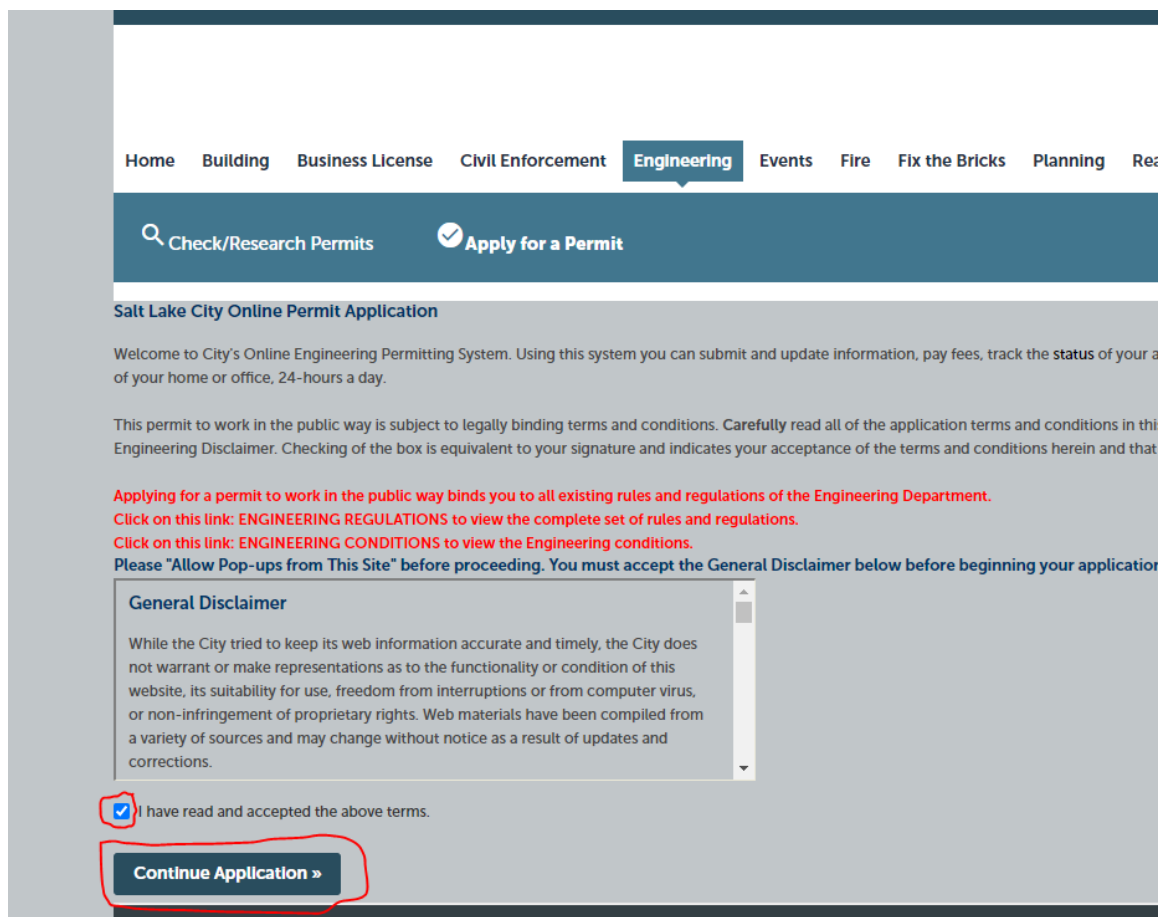 Home Building Business License Civil Enforcement Engineering Events Fire Fix the Bricks Planning
Check/Research Permits Apply for a Permit
Salt Lake City Online Permit Application
Welcome to City's Online Engineering Permitting System. Using this system you can submit and update information, pay fees, track the status of your
of your home or office, 24-hours a day.
This permit to work in the public way is subject to legally binding terms and conditions. Carefully read all of the application terms and conditions in
Engineering Disclaimer. Checking of the box is equivalent to your signature and indicates your acceptance of the terms and conditions herein and that
Applying for a permit to work in the public way binds you to all existing rules and regulations of the Engineering Department.
Click on this link: ENGINEERING REGULATIONS to view the complete set of rules and regulations.
Click on this link: ENGINEERING CONDITIONS to view the Engineering conditions.
Please "Allow Pop-ups from This Site" before proceeding. You must accept the General Disclaimer below before beginning your application
General Disclaimer
While the City tried to keep its web information accurate and timely, the City does
not warrant or make representations as to the functionality or condition of this
website, its suitability for use, freedom from interruptions or from computer virus,
or non-infringement of proprietary rights. Web materials have been compiled from
a variety of sources and may change without notice as a result of updates and
corrections.
I have read and accepted the above terms.
Continue Application »